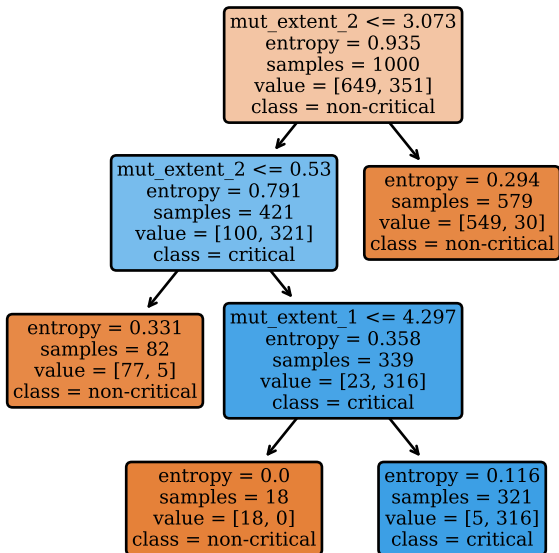 mut_extent_2 <= 3.073
entropy = 0.935
samples = 1000
value = [649, 351]
class = non-critical
mut_extent_2 <= 0.53
entropy = 0.791
samples = 421
value = [100, 321]
class = critical
entropy = 0.294
samples = 579
value = [549, 30]
class = non-critical
entropy = 0.331
samples = 82
value = [77, 5]
class = non-critical
mut_extent_1 <= 4.297
entropy = 0.358
samples = 339
value = [23, 316]
class = critical
entropy = 0.0
samples = 18
value = [18, 0]
class = non-critical
entropy = 0.116
samples = 321
value = [5, 316]
class = critical